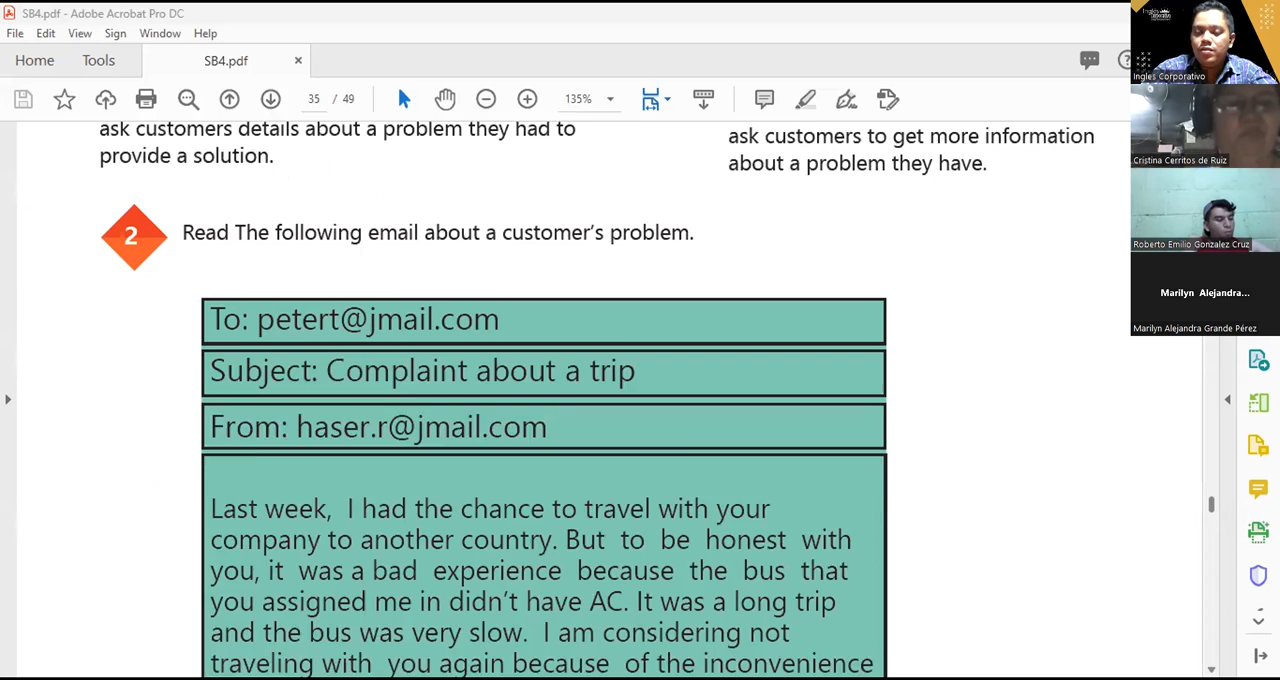 SB4.pdf - Adobe Acrobat Pro DC
File Edit View Sign Window Help
Home Tools SB4.pdf ×
35 / 49 135%
ask customers details about a problem they had to
provide a solution.
ask customers to get more information
about a problem they have.
2 Read The following email about a customer's problem.
To: petert@jmail.com
Subject: Complaint about a trip
From: haser.r@jmail.com
Last week, I had the chance to travel with your
company to another country. But to be honest with
you, it was a bad experience because the bus that
you assigned me in didn't have AC. It was a long trip
and the bus was very slow. I am considering not
traveling with you again because of the inconvenience
Inglés
Corporativo
Ingles Corporativo
Cristina Cerritos de Ruiz
Roberto Emilio Gonzalez Cruz
Marilyn Alejandra...
Marilyn Alejandra Grande Pérez